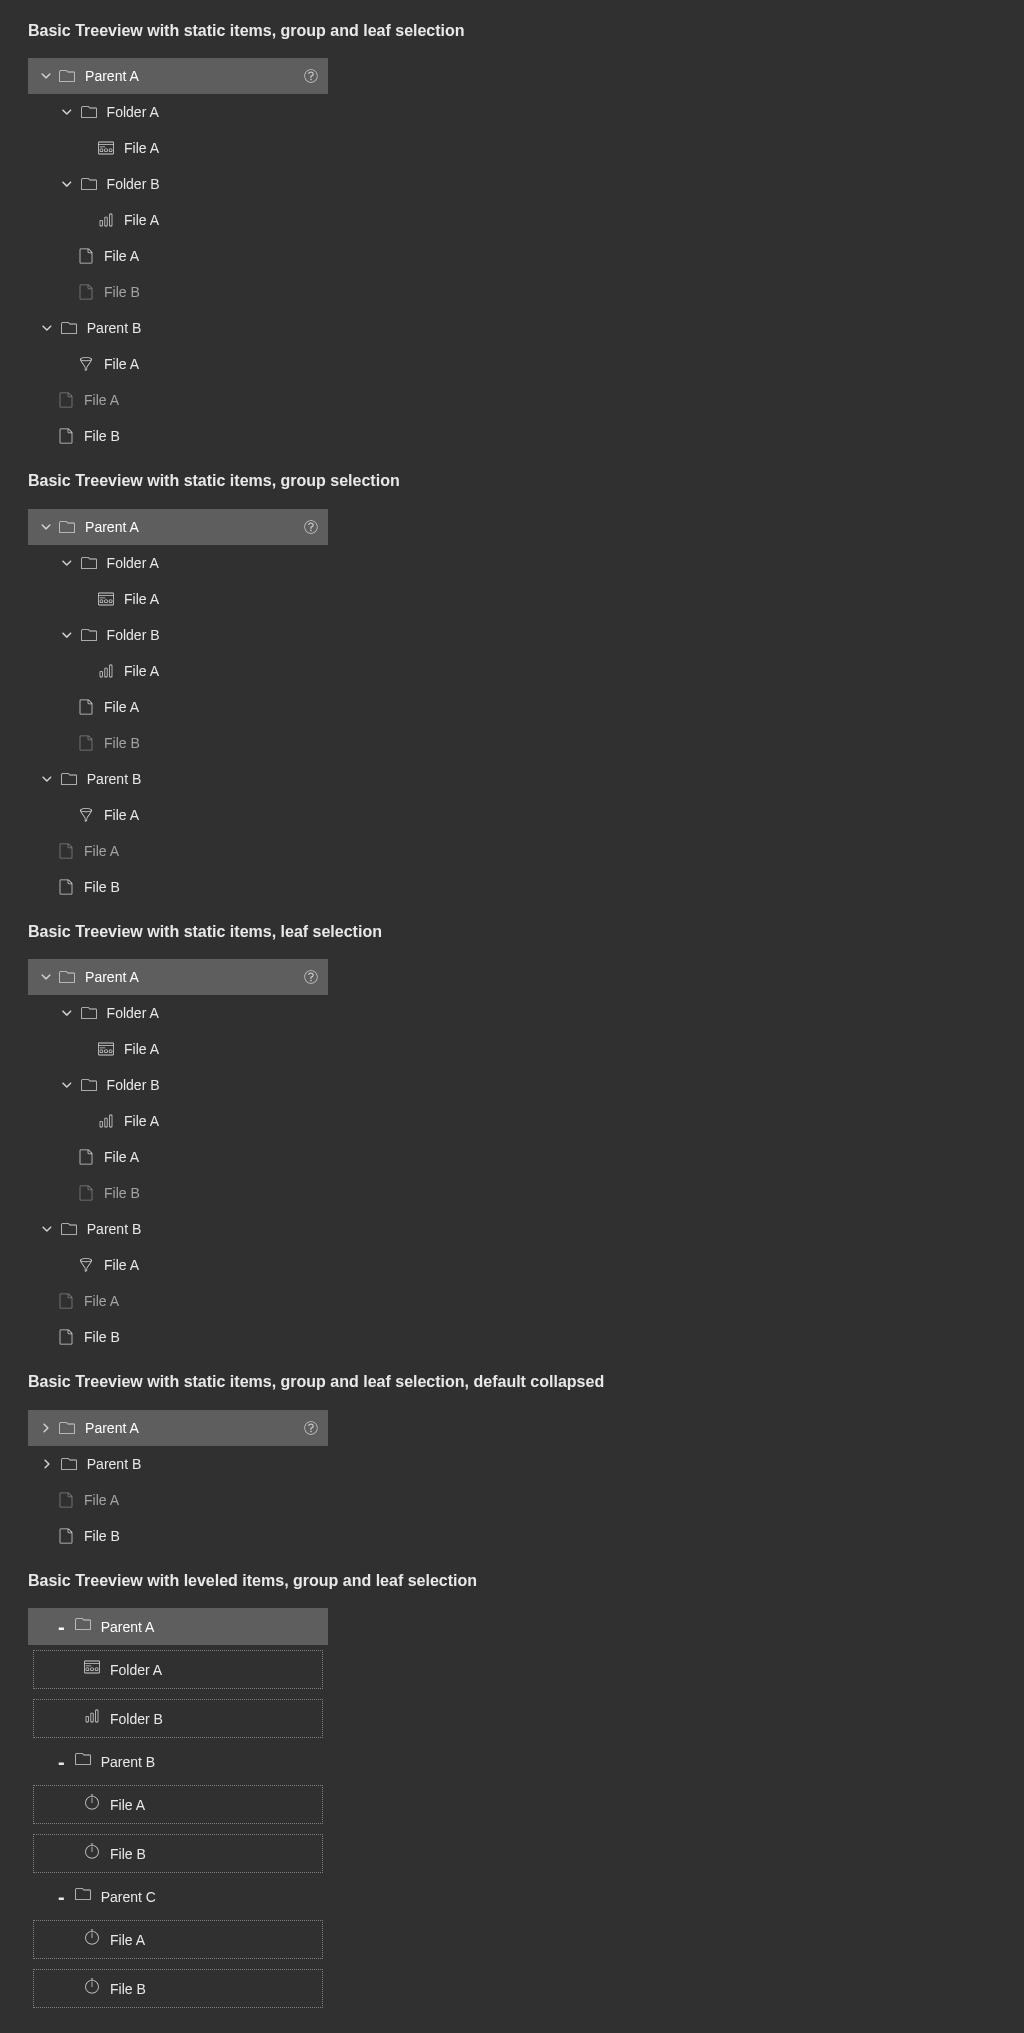 Basic Treeview with static items, group and leaf selection
Parent A
Folder A
File A
Folder B
File A
File A
File B
Parent B
File A
File A
File B
Basic Treeview with static items, group selection
Parent A
Folder A
File A
Folder B
File A
File A
File B
Parent B
File A
File A
File B
Basic Treeview with static items, leaf selection
Parent A
Folder A
File A
Folder B
File A
File A
File B
Parent B
File A
File A
File B
Basic Treeview with static items, group and leaf selection, default collapsed
Parent A
Parent B
File A
File B
Basic Treeview with leveled items, group and leaf selection
- Parent A
Folder A
Folder B
- Parent B
File A
File B
- Parent C
File A
File B